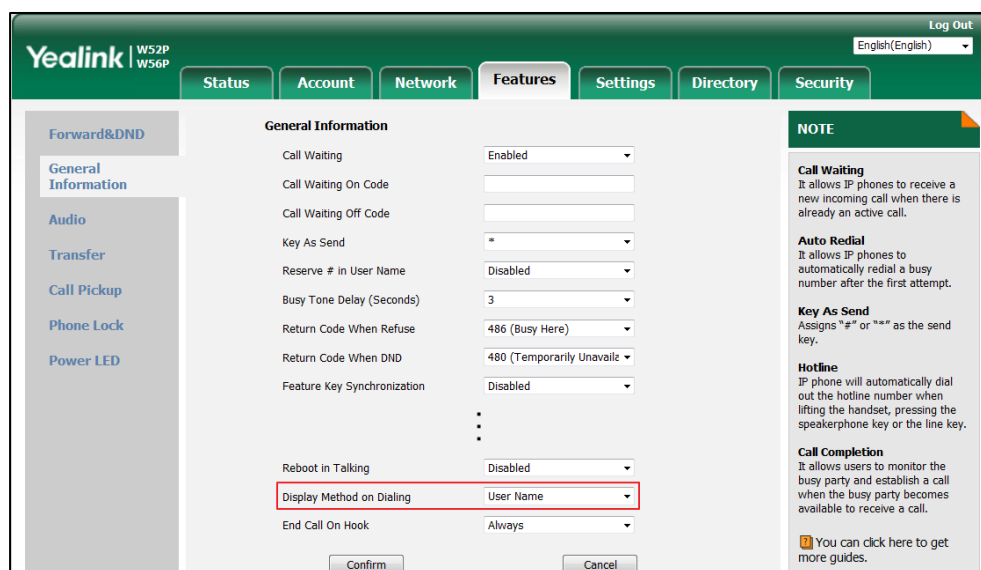 Log Out
Yealink | W52P
W56P
English(English)
Status Account Network Features Settings Directory Security
Forward&DND
General
Information
Audio
Transfer
Call Pickup
Phone Lock
Power LED
General Information
Call Waiting Enabled
Call Waiting On Code
Call Waiting Off Code
Key As Send *
Reserve # in User Name Disabled
Busy Tone Delay (Seconds) 3
Return Code When Refuse 486 (Busy Here)
Return Code When DND 480 (Temporarily Unavaila
Feature Key Synchronization Disabled
Reboot in Talking Disabled
Display Method on Dialing User Name
End Call On Hook Always
Confirm Cancel
NOTE
Call Waiting
It allows IP phones to receive a
new incoming call when there is
already an active call.
Auto Redial
It allows IP phones to
automatically redial a busy
number after the first attempt.
Key As Send
Assigns "#" or "*" as the send
key.
Hotline
IP phone will automatically dial
out the hotline number when
lifting the handset, pressing the
speakerphone key or the line key.
Call Completion
It allows users to monitor the
busy party and establish a call
when the busy party becomes
available to receive a call.
You can click here to get
more guides.